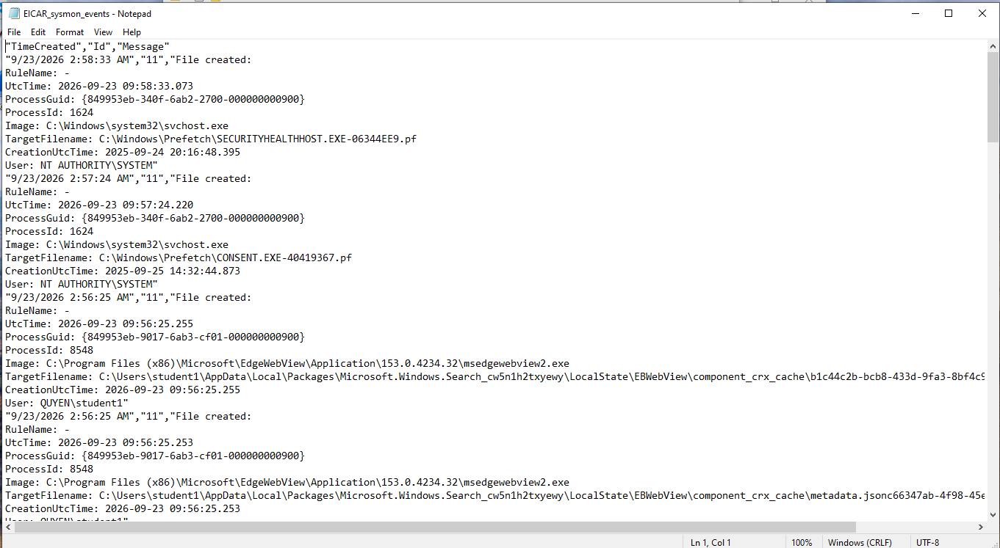 EICAR_sysmon_events - Notepad
File Edit Format View Help
"TimeCreated","Id","Message"
"9/23/2026 2:58:33 AM","11","File created:
RuleName: -
UtcTime: 2026-09-23 09:58:33.073
ProcessGuid: {849953eb-340f-6ab2-2700-000000000900}
ProcessId: 1624
Image: C:\Windows\system32\svchost.exe
TargetFilename: C:\Windows\Prefetch\SECURITYHEALTHHOST.EXE-06344EE9.pf
CreationUtcTime: 2025-09-24 20:16:48.395
User: NT AUTHORITY\SYSTEM"
"9/23/2026 2:57:24 AM","11","File created:
RuleName: -
UtcTime: 2026-09-23 09:57:24.220
ProcessGuid: {849953eb-340f-6ab2-2700-000000000900}
ProcessId: 1624
Image: C:\Windows\system32\svchost.exe
TargetFilename: C:\Windows\Prefetch\CONSENT.EXE-40419367.pf
CreationUtcTime: 2025-09-25 14:32:44.873
User: NT AUTHORITY\SYSTEM"
"9/23/2026 2:56:25 AM","11","File created:
RuleName: -
UtcTime: 2026-09-23 09:56:25.255
ProcessGuid: {849953eb-9017-6ab3-cf01-000000000900}
ProcessId: 8548
Image: C:\Program Files (x86)\Microsoft\EdgeWebView\Application\153.0.4234.32\msedgewebview2.exe
TargetFilename: C:\Users\student1\AppData\Local\Packages\Microsoft.Windows.Search_cw5n1h2txyewy\LocalState\EBWebView\component_crx_cache\b1c44c2b-bcb8-433d-9fa3-8bf4c9
CreationUtcTime: 2026-09-23 09:56:25.255
User: QUYEN\student1"
"9/23/2026 2:56:25 AM","11","File created:
RuleName: -
UtcTime: 2026-09-23 09:56:25.253
ProcessGuid: {849953eb-9017-6ab3-cf01-000000000900}
ProcessId: 8548
Image: C:\Program Files (x86)\Microsoft\EdgeWebView\Application\153.0.4234.32\msedgewebview2.exe
TargetFilename: C:\Users\student1\AppData\Local\Packages\Microsoft.Windows.Search_cw5n1h2txyewy\LocalState\EBWebView\component_crx_cache\metadata.jsonc66347ab-4f98-45e
CreationUtcTime: 2026-09-23 09:56:25.253
User: QUYEN\student1"
Ln 1, Col 1 100% Windows (CRLF) UTF-8